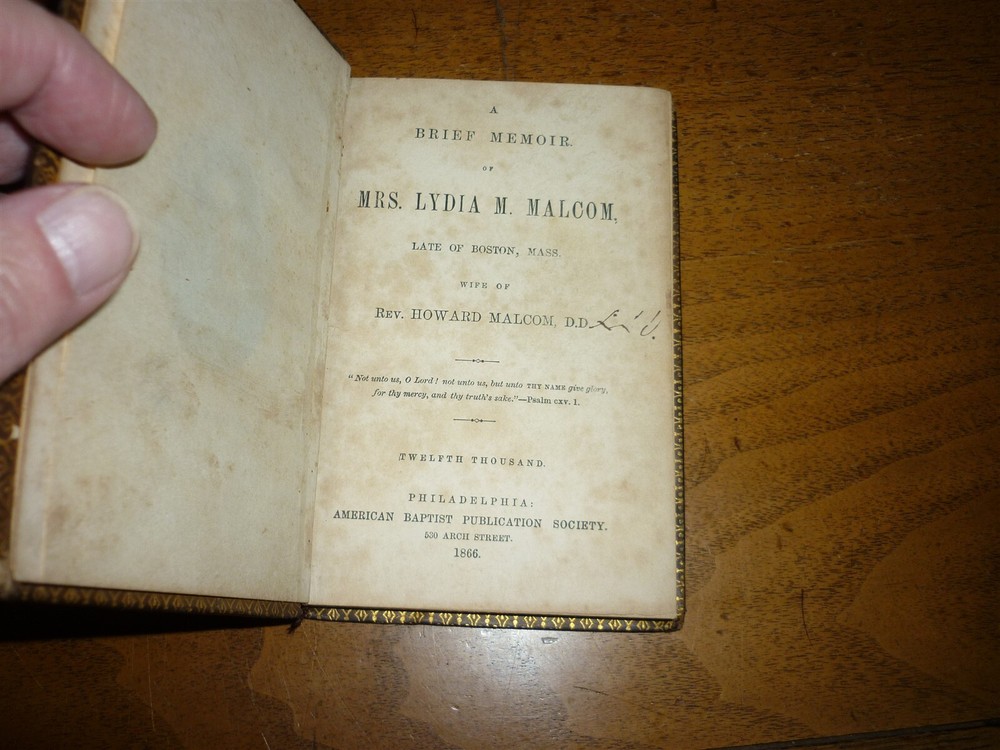 A
BRIEF MEMOIR.
OF
MRS. LYDIA M. MALCOM,
LATE OF BOSTON, MASS.
WIFE OF
REV. HOWARD MALCOM, D.D.
"Not unto us, O Lord! not unto us, but unto THY NAME give glory,
for thy mercy, and thy truth's sake."—Psalm cxv. 1.
TWELFTH THOUSAND.
PHILADELPHIA:
AMERICAN BAPTIST PUBLICATION SOCIETY.
530 ARCH STREET.
1866.